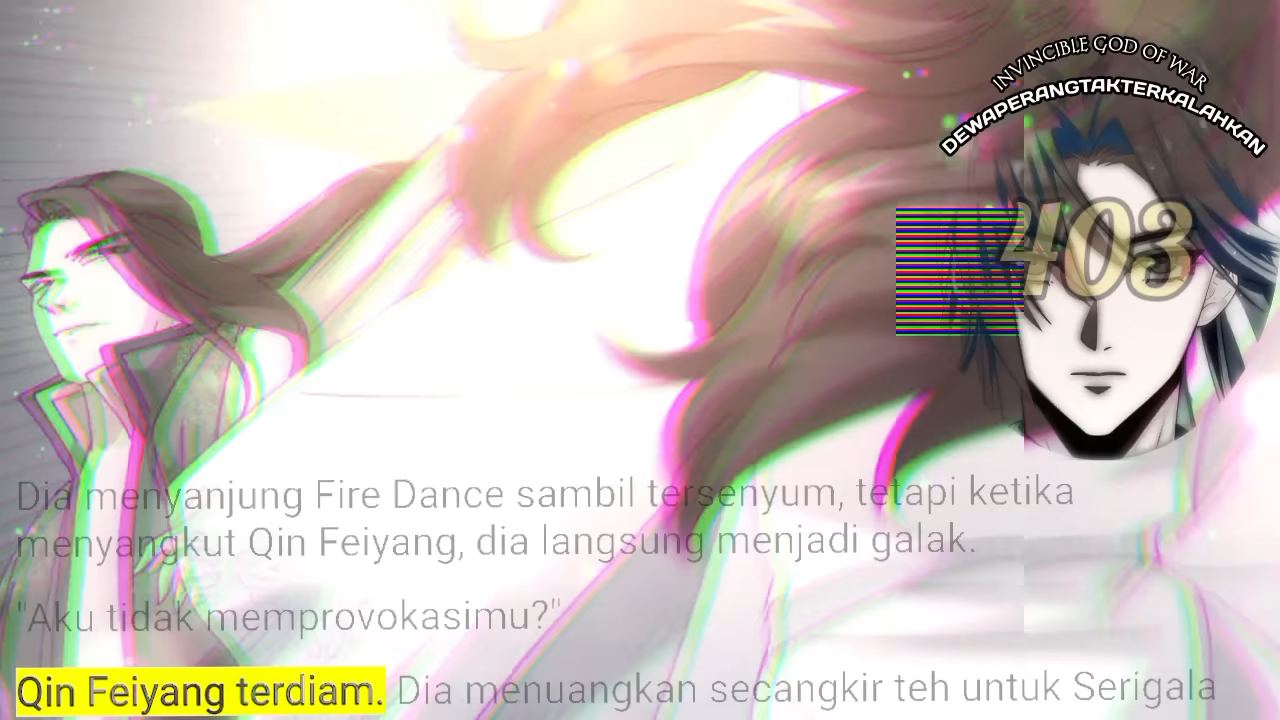 INVINCIBLE GOD OF WAR
DEWAPERANGTAKTERKALAHKAN
403
Dia menyanjung Fire Dance sambil tersenyum, tetapi ketika
menyangkut Qin Feiyang, dia langsung menjadi galak.
"Aku tidak memprovokasimu?"
Qin Feiyang terdiam. Dia menuangkan secangkir teh untuk Serigala